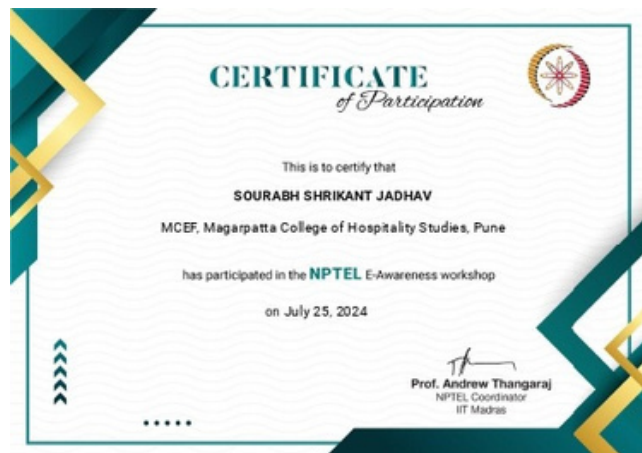 CERTIFICATE
of Participation
This is to certify that
SOURABH SHRIKANT JADHAV
MCEF, Magarpatta College of Hospitality Studies, Pune
has participated in the NPTEL E-Awareness workshop
on July 25, 2024
Prof. Andrew Thangaraj
NPTEL Coordinator
IIT Madras